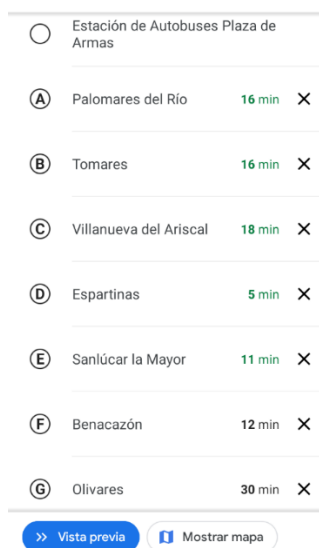 Estación de Autobuses Plaza de
Armas
A Palomares del Río 16 min
B Tomares 16 min
C Villanueva del Ariscal 18 min
D Espartinas 5 min
E Sanlúcar la Mayor 11 min
F Benacazón 12 min
G Olivares 30 min
Vista previa Mostrar mapa